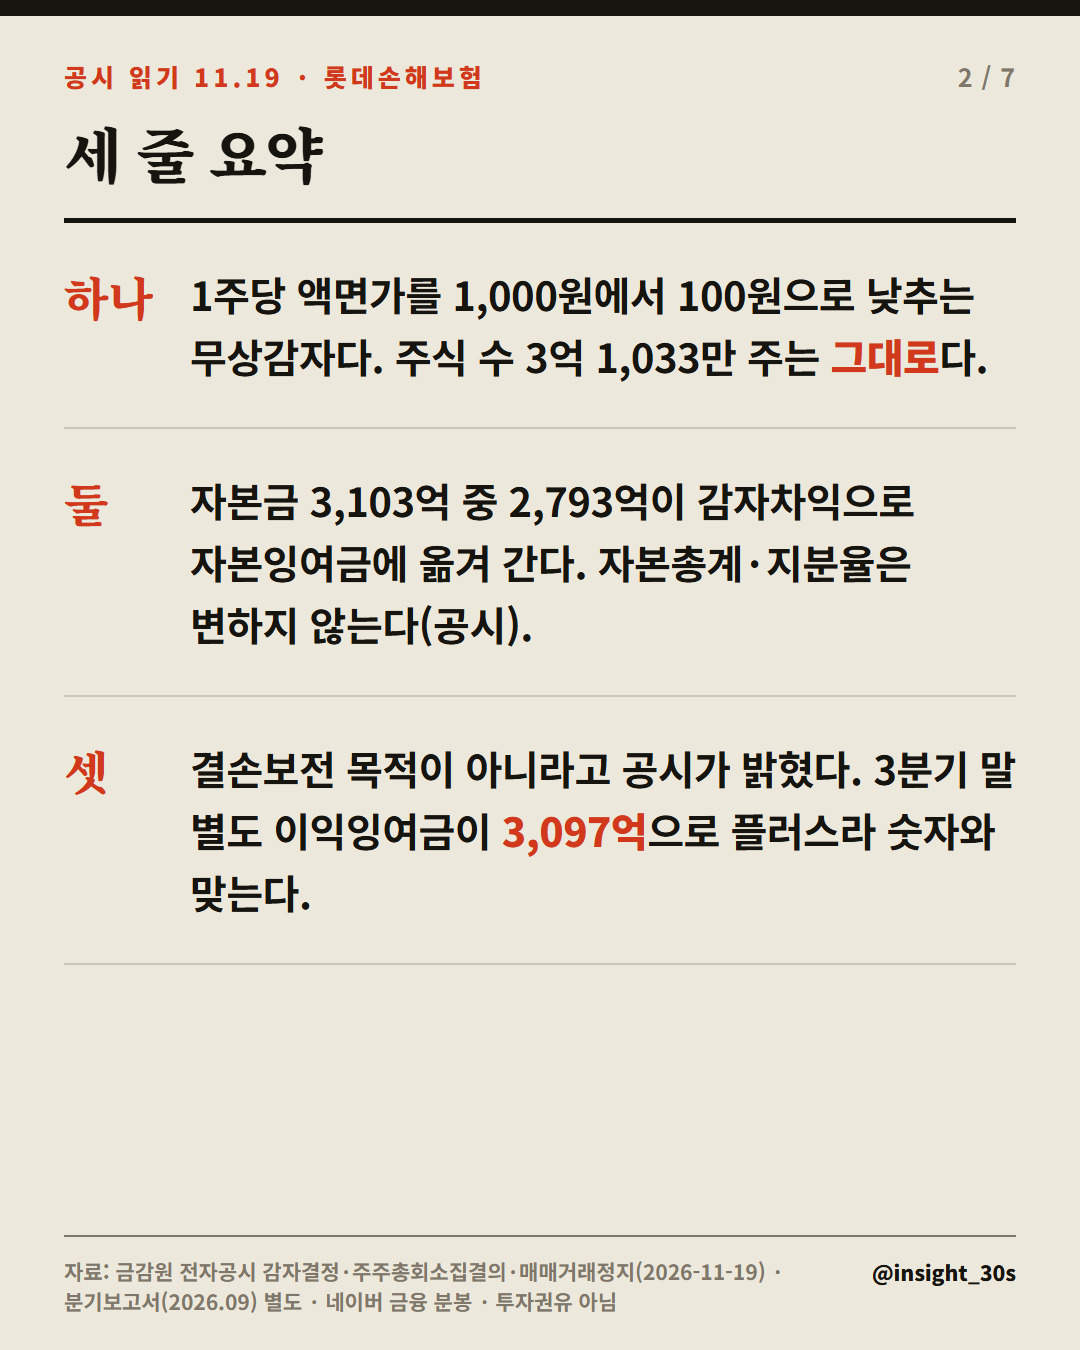 공시 읽기 11.19 · 롯데손해보험
2 / 7
세 줄 요약
하나
1주당 액면가를 1,000원에서 100원으로 낮추는
무상감자다. 주식 수 3억 1,033만 주는 그대로다.
둘
자본금 3,103억 중 2,793억이 감자차익으로
자본잉여금에 옮겨 간다. 자본총계·지분율은
변하지 않는다(공시).
셋
결손보전 목적이 아니라고 공시가 밝혔다. 3분기 말
별도 이익잉여금이 3,097억으로 플러스라 숫자와
맞는다.
자료: 금감원 전자공시 감자결정·주주총회소집결의·매매거래정지(2026-11-19) ·
분기보고서(2026.09) 별도 · 네이버 금융 분봉 · 투자권유 아님
@insight_30s